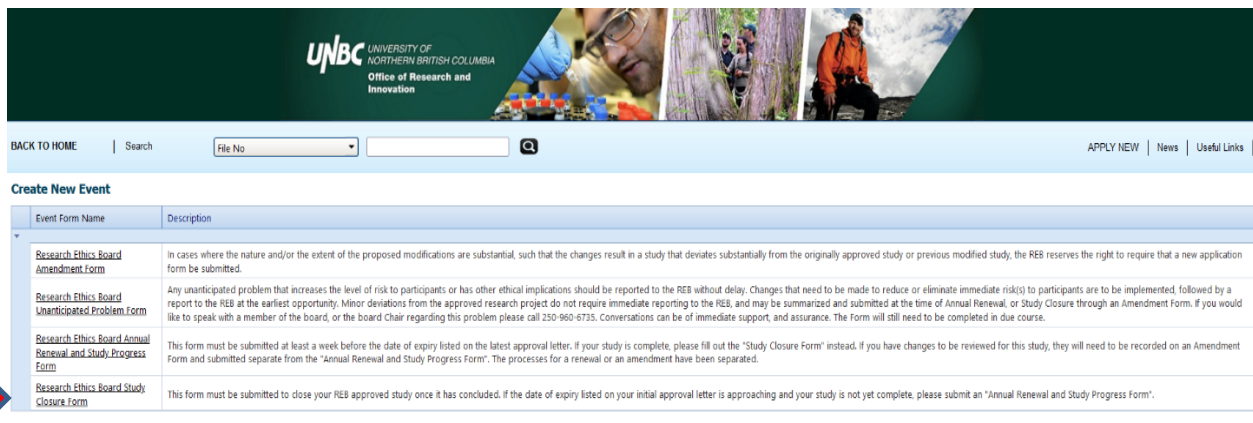 UNBC UNIVERSITY OF
NORTHERN BRITISH COLUMBIA
Office of Research and
Innovation
BACK TO HOME | Search File No APPLY NEW | News | Useful Links |
Create New Event
Event Form Name Description
Research Ethics Board
Amendment Form
In cases where the nature and/or the extent of the proposed modifications are substantial, such that the changes result in a study that deviates substantially from the originally approved study or previous modified study, the REB reserves the right to require that a new application
form be submitted.
Research Ethics Board
Unanticipated Problem Form
Any unanticipated problem that increases the level of risk to participants or has other ethical implications should be reported to the REB without delay. Changes that need to be made to reduce or eliminate immediate risk(s) to participants are to be implemented, followed by a
report to the REB at the earliest opportunity. Minor deviations from the approved research project do not require immediate reporting to the REB, and may be summarized and submitted at the time of Annual Renewal, or Study Closure through an Amendment Form. If you would
like to speak with a member of the board, or the board Chair regarding this problem please call 250-960-6735. Conversations can be of immediate support, and assurance. The Form will still need to be completed in due course.
Research Ethics Board Annual
Renewal and Study Progress
Form
This form must be submitted at least a week before the date of expiry listed on the latest approval letter. If your study is complete, please fill out the "Study Closure Form" instead. If you have changes to be reviewed for this study, they will need to be recorded on an Amendment
Form and submitted separate from the "Annual Renewal and Study Progress Form". The processes for a renewal or an amendment have been separated.
Research Ethics Board Study
Closure Form
This form must be submitted to close your REB approved study once it has concluded. If the date of expiry listed on your initial approval letter is approaching and your study is not yet complete, please submit an "Annual Renewal and Study Progress Form".